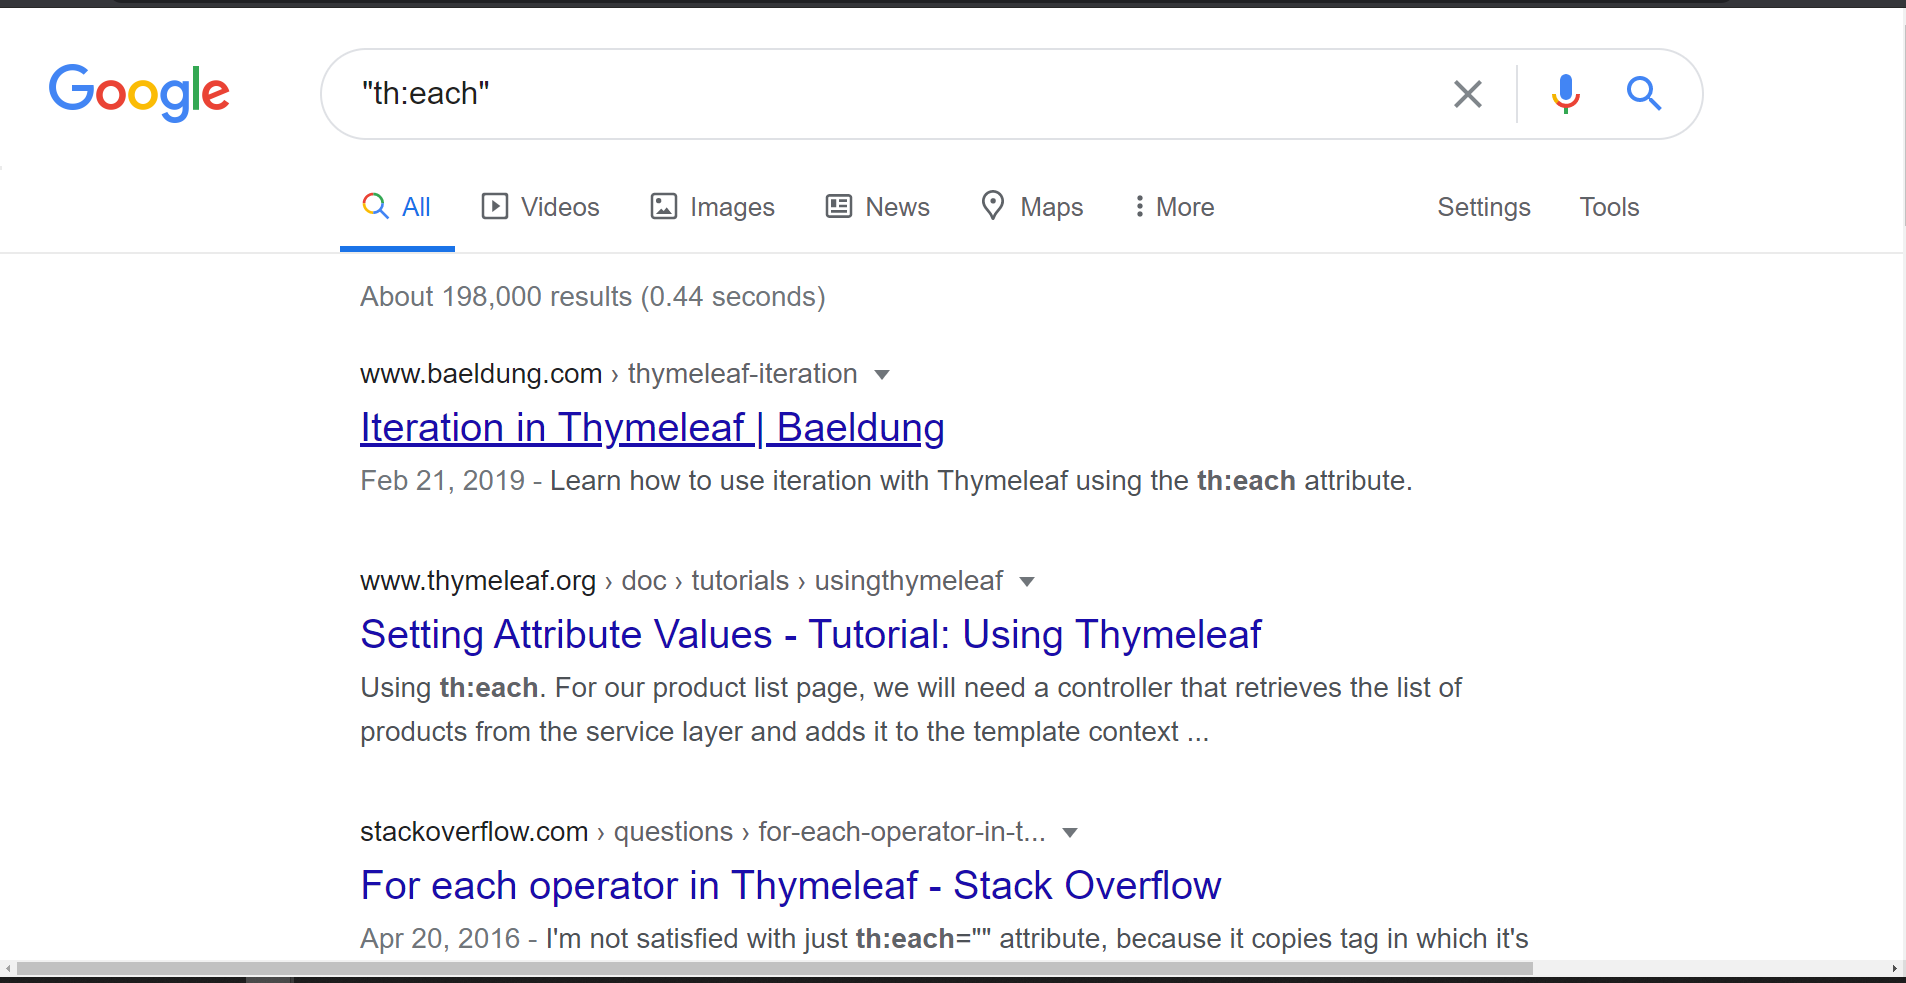 Google
"th:each"
All Videos Images News Maps More Settings Tools
About 198,000 results (0.44 seconds)
www.baeldung.com › thymeleaf-iteration
Iteration in Thymeleaf | Baeldung
Feb 21, 2019 - Learn how to use iteration with Thymeleaf using the th:each attribute.
www.thymeleaf.org › doc › tutorials › usingthymeleaf
Setting Attribute Values - Tutorial: Using Thymeleaf
Using th:each. For our product list page, we will need a controller that retrieves the list of
products from the service layer and adds it to the template context ...
stackoverflow.com › questions › for-each-operator-in-t...
For each operator in Thymeleaf - Stack Overflow
Apr 20, 2016 - I'm not satisfied with just th:each="" attribute, because it copies tag in which it's